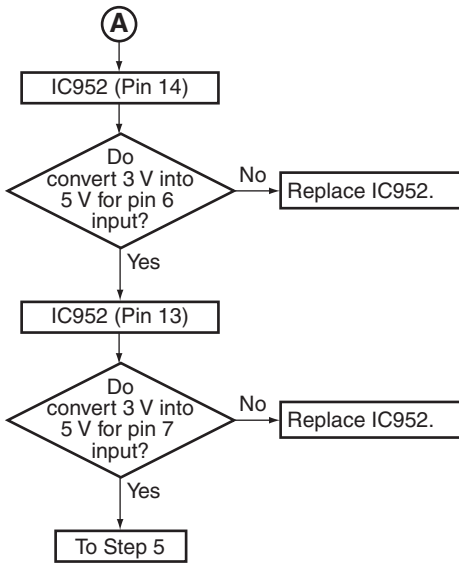 A
IC952 (Pin 14)
Do
convert 3 V into
5 V for pin 6
input?
No
Replace IC952.
Yes
IC952 (Pin 13)
Do
convert 3 V into
5 V for pin 7
input?
No
Replace IC952.
Yes
To Step 5